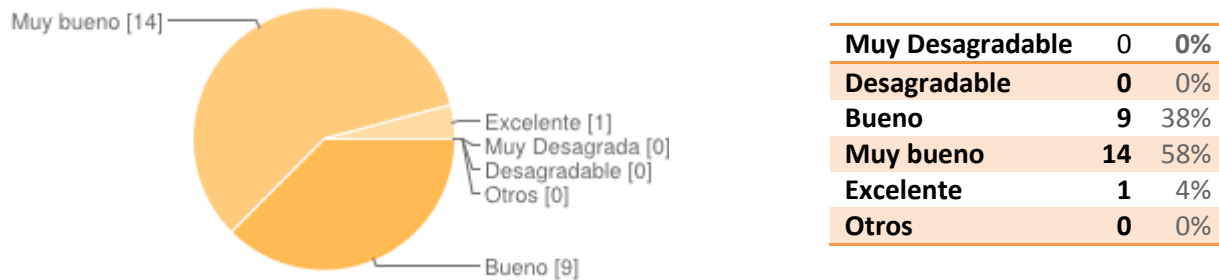 Muy bueno [14]
Excelente [1]
Muy Desagrada [0]
Desagradable [0]
Otros [0]
Bueno [9]
Muy Desagradable 0 0%
Desagradable 0 0%
Bueno 9 38%
Muy bueno 14 58%
Excelente 1 4%
Otros 0 0%